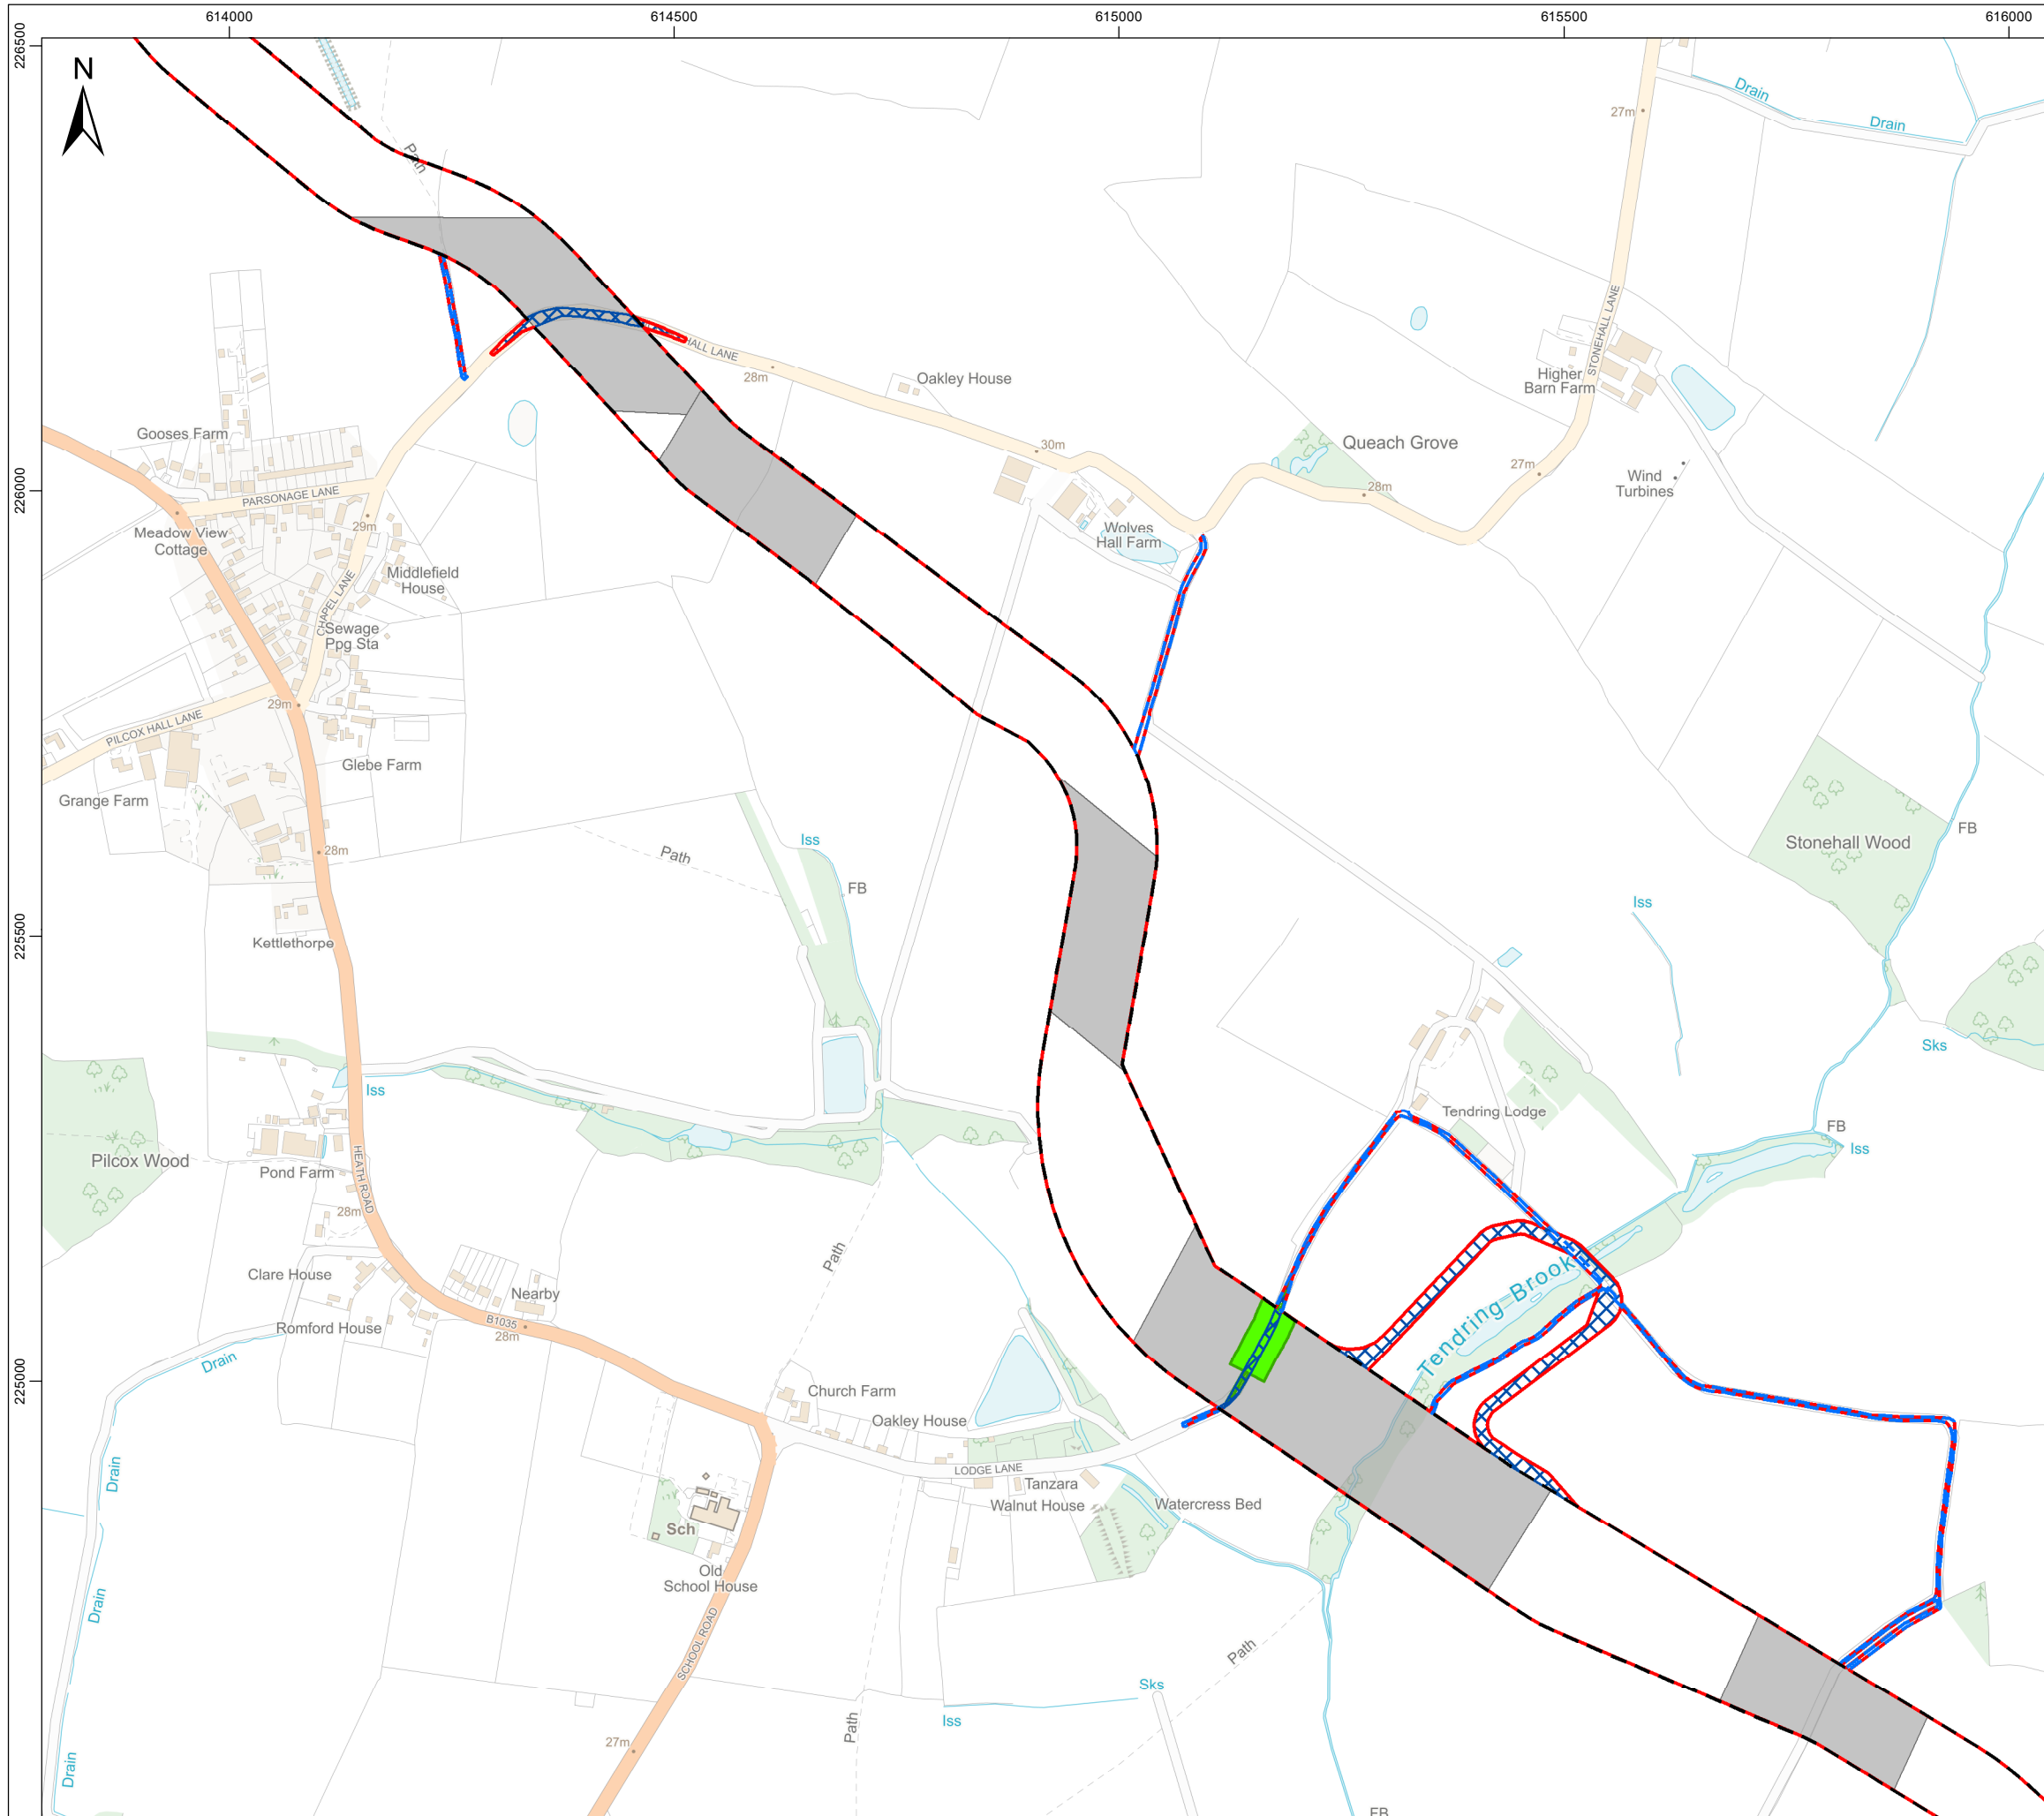 614000
614500
615000
615500
616000
226500
N
Drain
Drain
27m
Path
HALL LANE
28m
Oakley House
STONEHALL LANE
Higher
Barn Farm
Gooses Farm
30m
Queach Grove
27m
28m
Wind
Turbines
226000
PARSONAGE LANE
29m
Meadow View
Cottage
Wolves
Hall Farm
Middlefield
House
CHAPEL LANE
Sewage
Ppg Sta
29m
PILCOX HALL LANE
Glebe Farm
Grange Farm
28m
Path
Iss
FB
FB
Stonehall Wood
Iss
225500
Kettlethorpe
Sks
Iss
Tendring Lodge
FB
Iss
Pilcox Wood
Pond Farm
HEATH ROAD
28m
Path
Clare House
Nearby
Romford House
B1035
28m
Drain
Tendring Brook
225000
Church Farm
Oakley House
LODGE LANE
Tanzara
Walnut House
Watercress Bed
Drain
Sch
Old
School House
Drain
SCHOOL ROAD
Path
Sks
Iss
Path
27m
Drain
FB